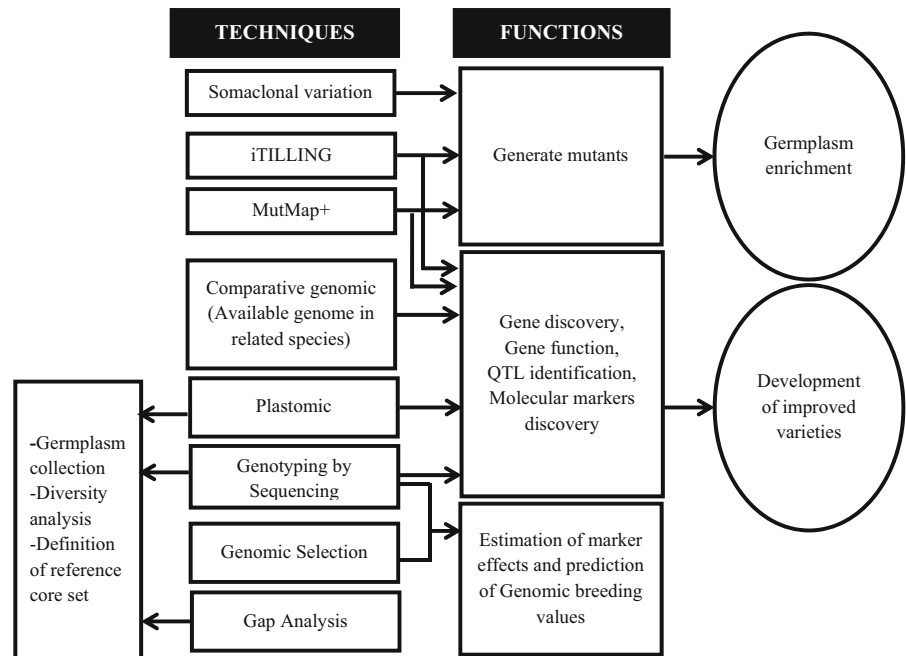 TECHNIQUES
FUNCTIONS
Somaclonal variation
iTILLING
MutMap+
Comparative genomic
(Available genome in
related species)
Plastomic
Genotyping by
Sequencing
Genomic Selection
Gap Analysis
-Germplasm
collection
-Diversity
analysis
-Definition
of reference
core set
Generate mutants
Gene discovery,
Gene function,
QTL identification,
Molecular markers
discovery
Estimation of marker
effects and prediction
of Genomic breeding
values
Germplasm
enrichment
Development
of improved
varieties